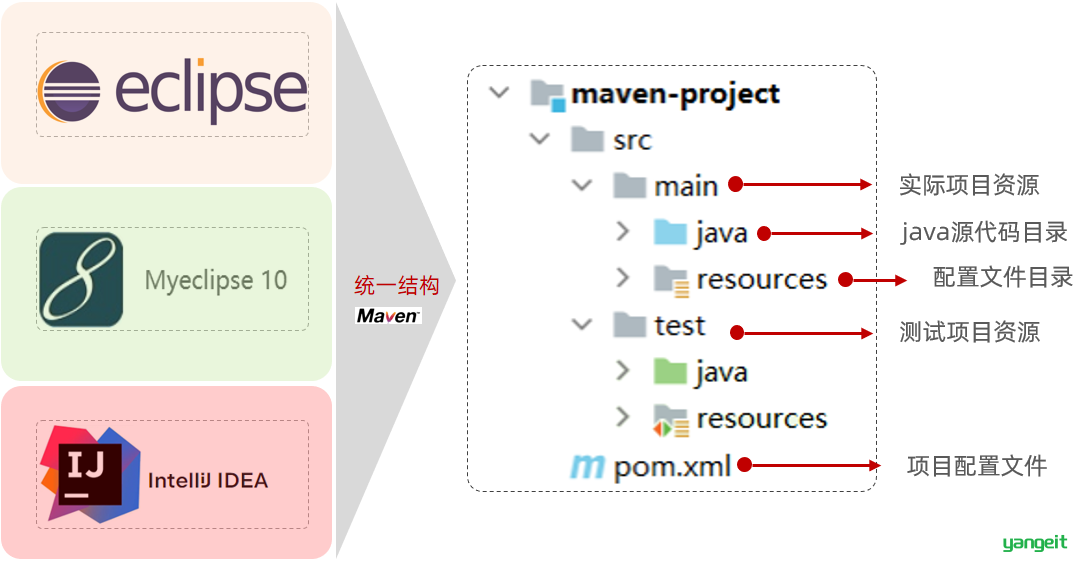 eclipse
Myeclipse 10
IntelliJ IDEA
统一结构
Maven™
maven-project
src
main
实际项目资源
java
java源代码目录
resources
配置文件目录
test
测试项目资源
java
resources
pom.xml
项目配置文件
yangeit